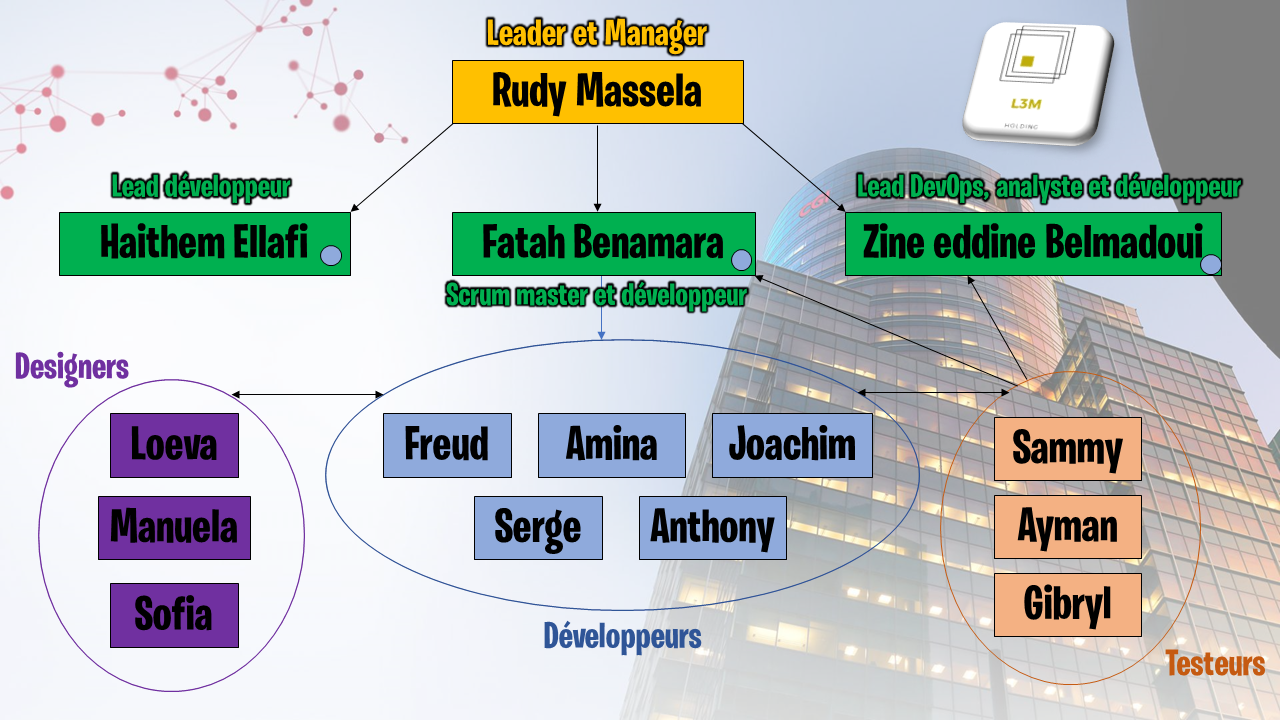 Leader et Manager
Rudy Massela
L3M
HOLDING
Lead développeur
Lead DevOps, analyste et développeur
Haithem Ellafi
Fatah Benamara
Zine eddine Belmadoui
Scrum master et développeur
Designers
Loeva
Manuela
Sofia
Freud
Amina
Joachim
Serge
Anthony
Développeurs
Sammy
Ayman
Gibryl
Testeurs